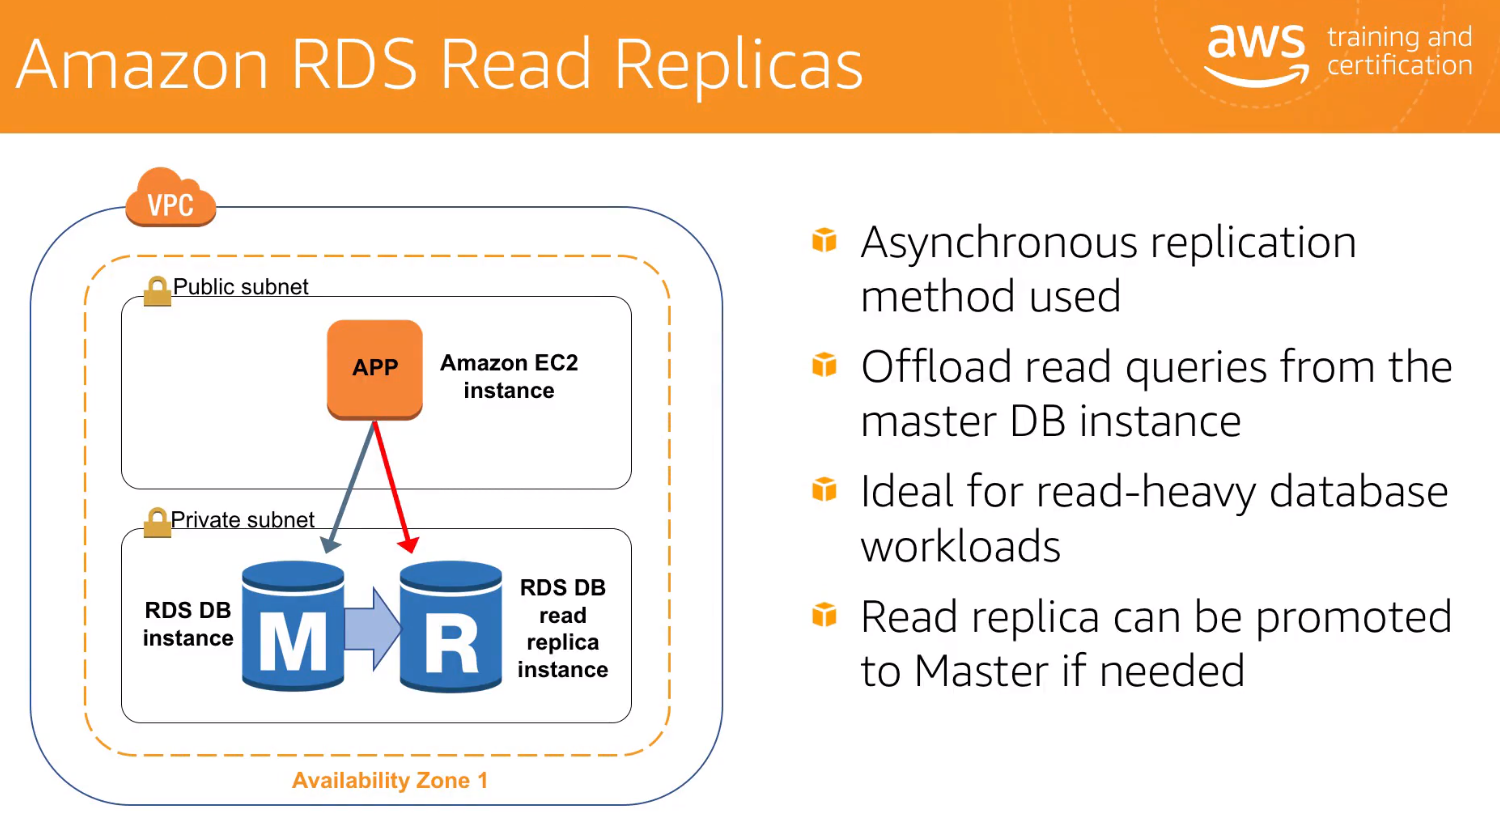 Amazon RDS Read Replicas
aws
training and
certification
VPC
Public subnet
APP
Amazon EC2
instance
Private subnet
RDS DB
instance
M
R
RDS DB
read
replica
instance
Availability Zone 1
Asynchronous replication
method used
Offload read queries from the
master DB instance
Ideal for read-heavy database
workloads
Read replica can be promoted
to Master if needed